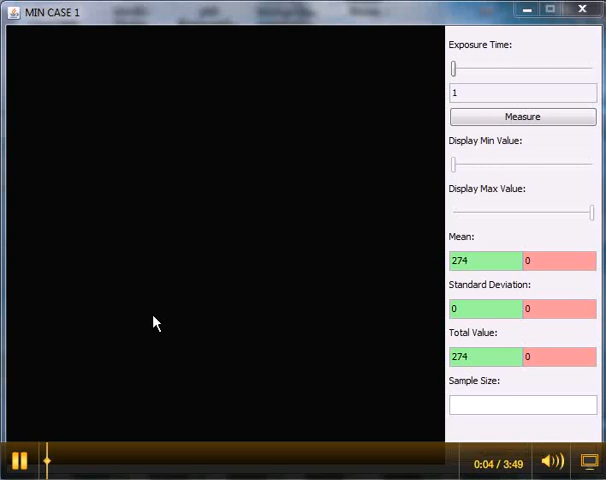 MIN CASE 1
Exposure Time:
1
Measure
Display Min Value:
Display Max Value:
Mean:
274 0
Standard Deviation:
0 0
Total Value:
274 0
Sample Size:
0:04 / 3:49